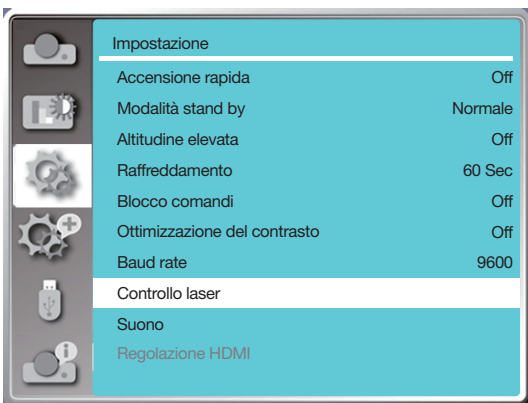 Impostazione
Accensione rapida Off
Modalità stand by Normale
Altitudine elevata Off
Raffreddamento 60 Sec
Blocco comandi Off
Ottimizzazione del contrasto Off
Baud rate 9600
Controllo laser
Suono
Regolazione HDMI